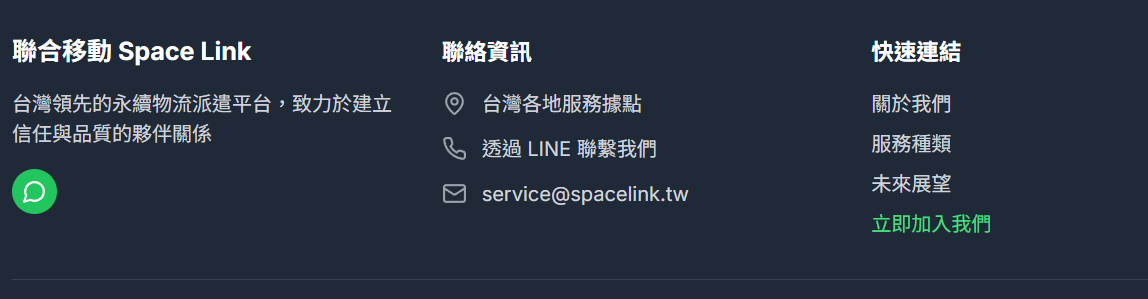 聯合移動 Space Link
台灣領先的永續物流派遣平台，致力於建立
信任與品質的夥伴關係
聯絡資訊
台灣各地服務據點
透過 LINE 聯繫我們
service@spacelink.tw
快速連結
關於我們
服務種類
未來展望
立即加入我們